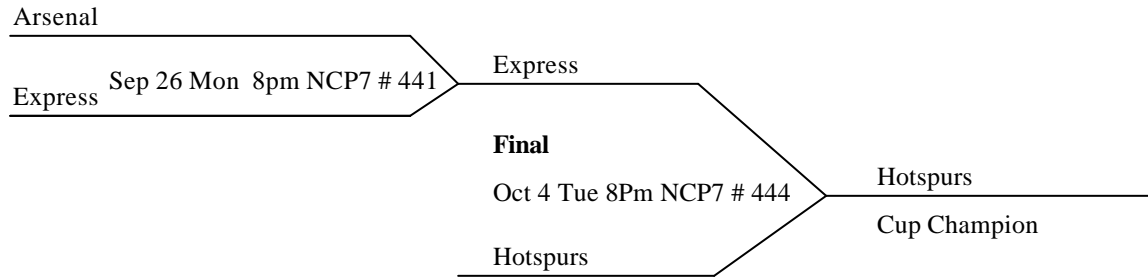 Arsenal
Sep 26 Mon 8pm NCP7 # 441
Express
Express
Final
Oct 4 Tue 8Pm NCP7 # 444
Hotspurs
Hotspurs
Cup Champion